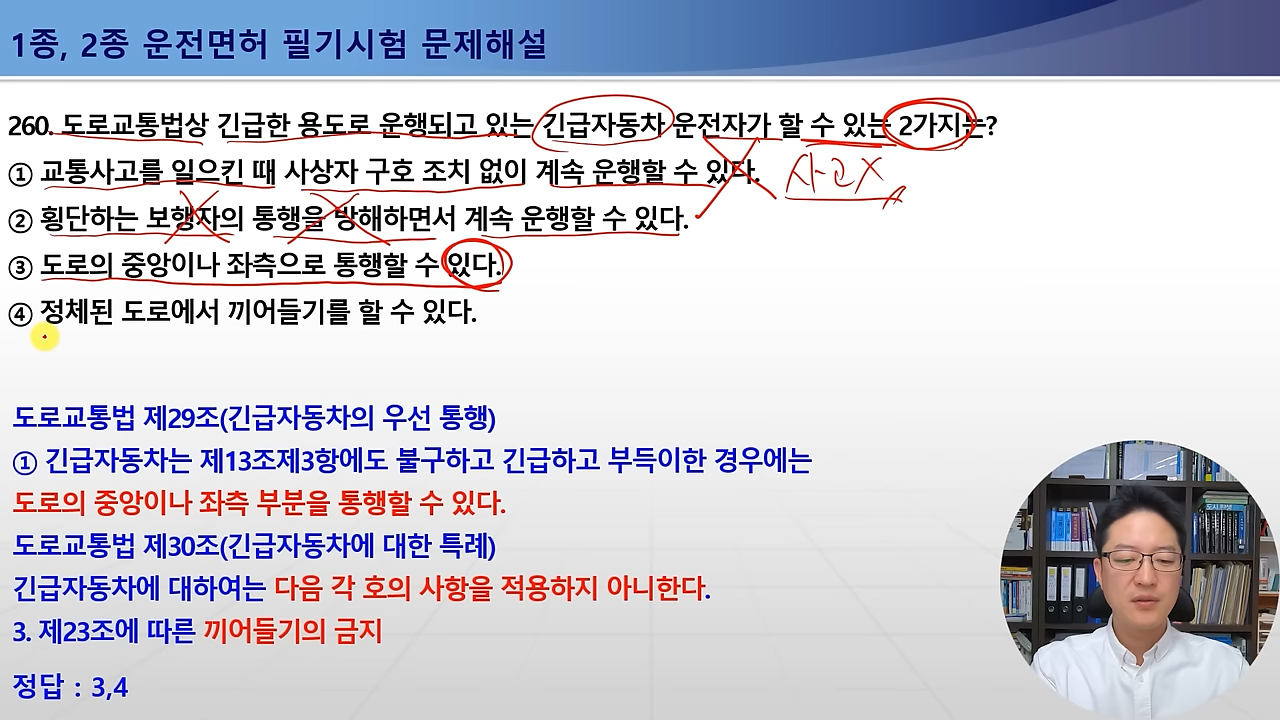 1종, 2종 운전면허 필기시험 문제해설
260. 도로교통법상 긴급한 용도로 운행되고 있는 긴급자동차 운전자가 할 수 있는 2가지는?
① 교통사고를 일으킨 때 사상자 구호 조치 없이 계속 운행할 수 있다.
사고X
② 횡단하는 보행자의 통행을 방해하면서 계속 운행할 수 있다.
③ 도로의 중앙이나 좌측으로 통행할 수 있다.
④ 정체된 도로에서 끼어들기를 할 수 있다.
도로교통법 제29조(긴급자동차의 우선 통행)
① 긴급자동차는 제13조제3항에도 불구하고 긴급하고 부득이한 경우에는
도로의 중앙이나 좌측 부분을 통행할 수 있다.
도로교통법 제30조(긴급자동차에 대한 특례)
긴급자동차에 대하여는 다음 각 호의 사항을 적용하지 아니한다.
3. 제23조에 따른 끼어들기의 금지
정답 : 3,4